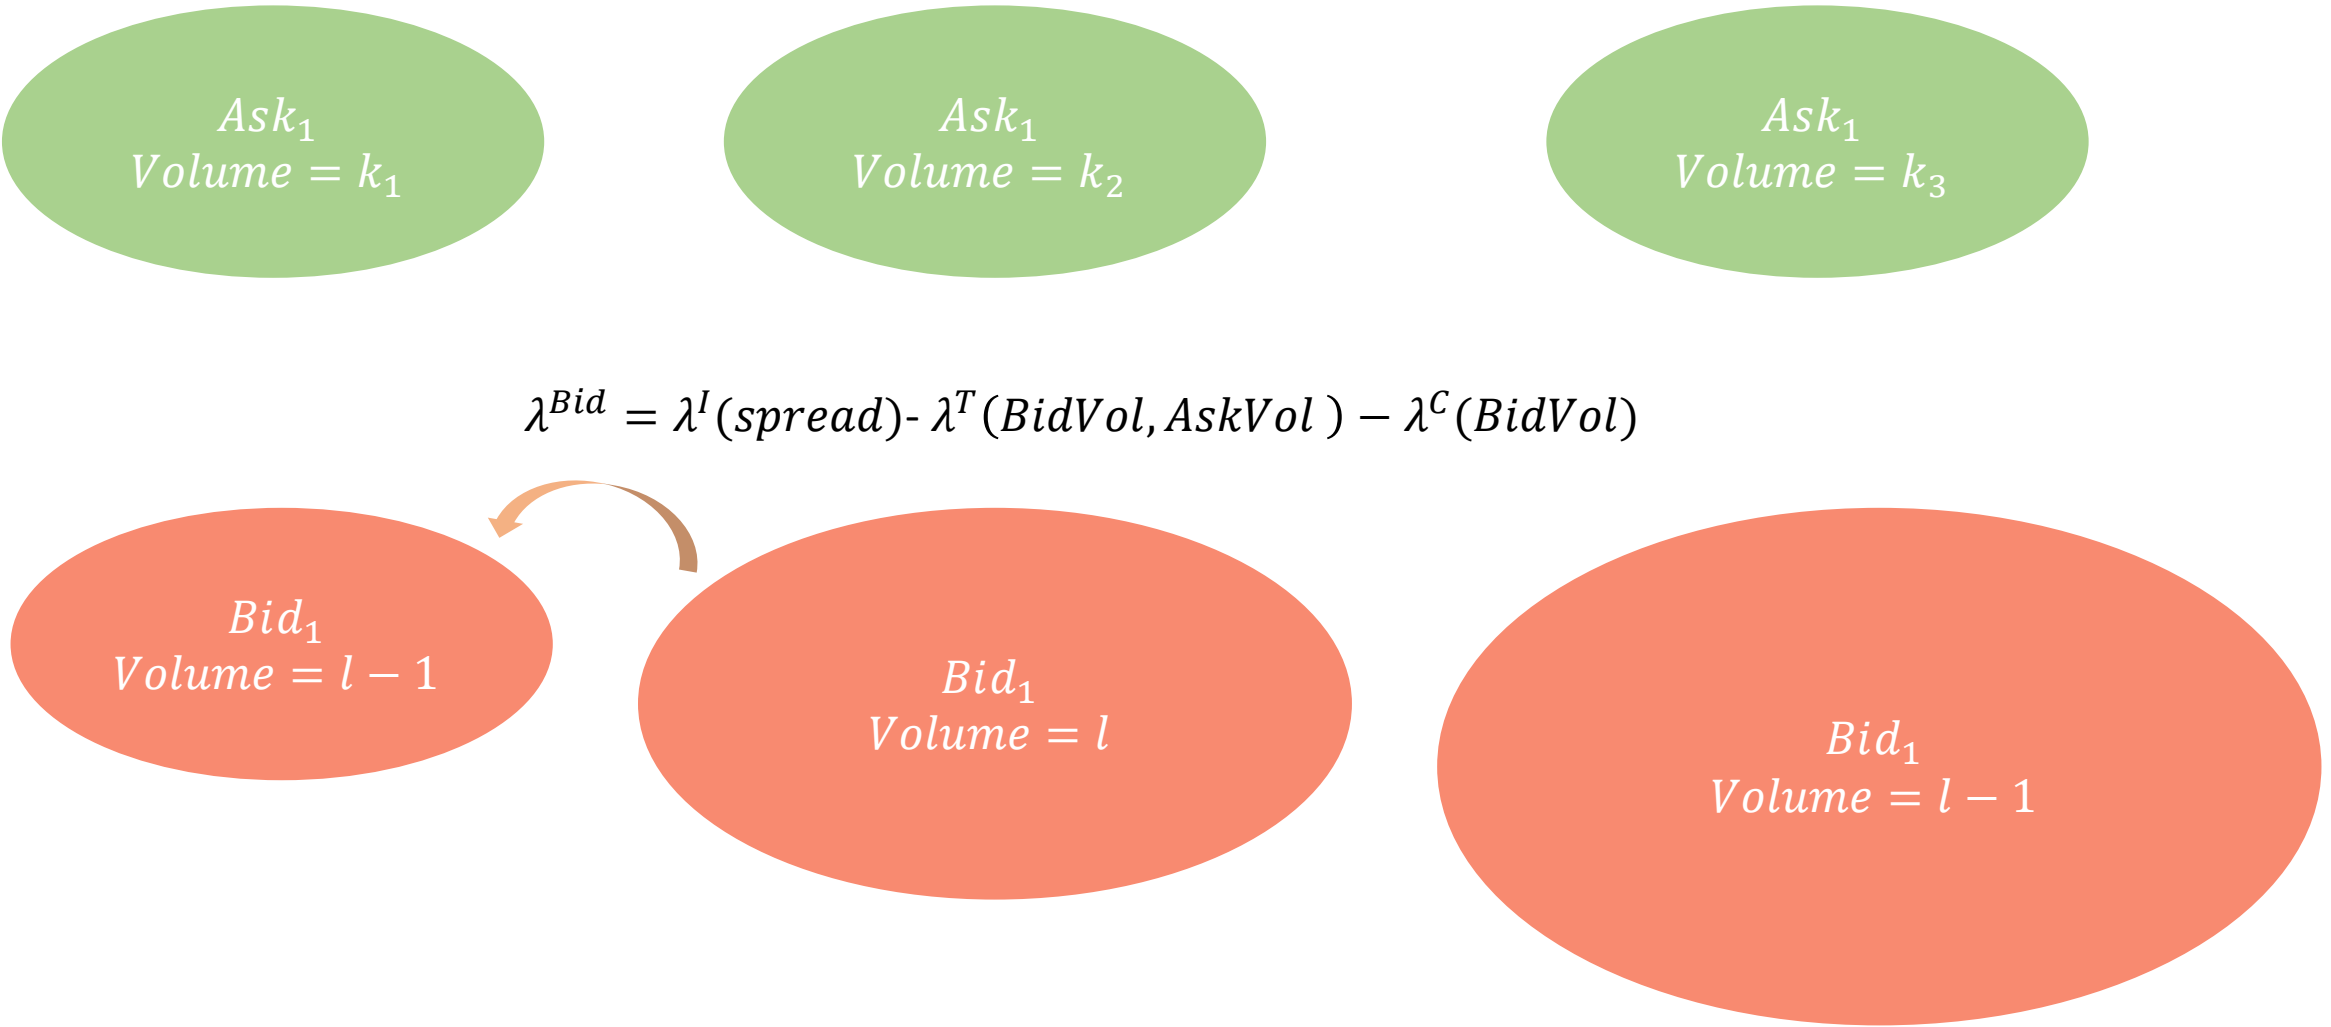 Ask₁
Volume = k₁
Ask₁
Volume = k₂
Ask₁
Volume = k₃
λ^Bid = λ^I(spread)- λ^T(BidVol, AskVol ) − λ^C(BidVol)
Bid₁
Volume = l − 1
Bid₁
Volume = l
Bid₁
Volume = l − 1